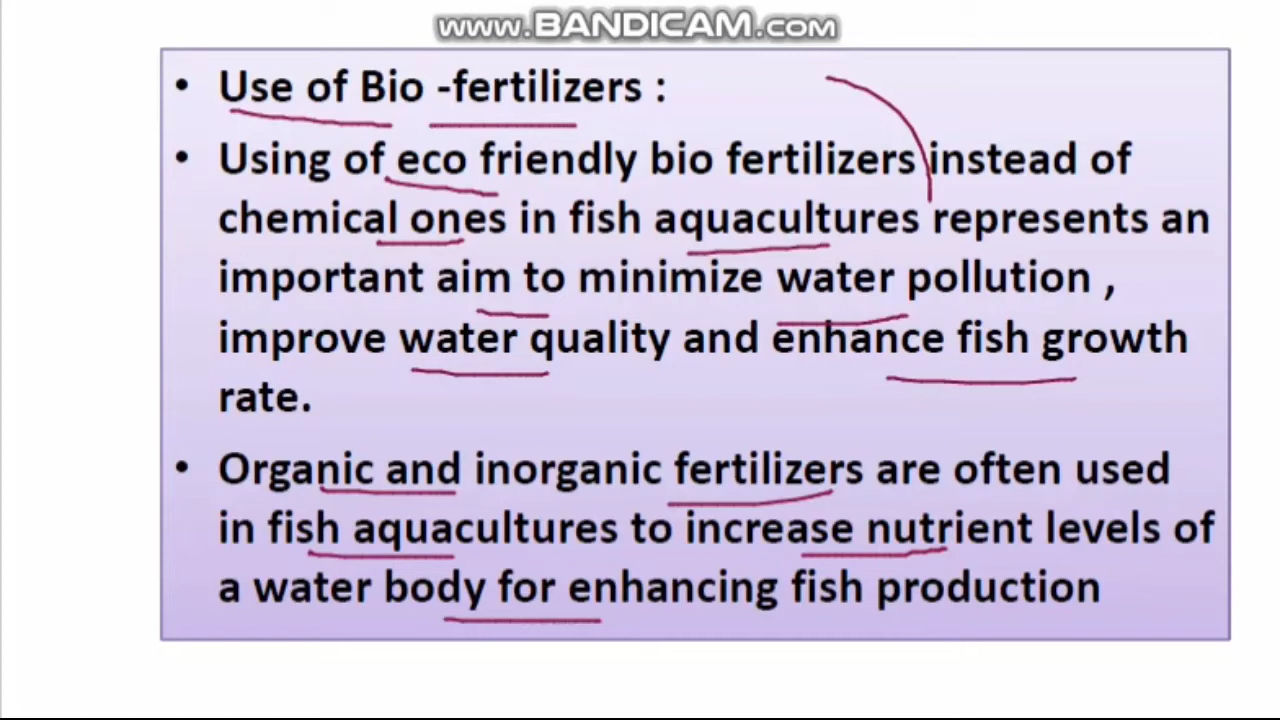 www.BANDICAM.com
• Use of Bio -fertilizers :
• Using of eco friendly bio fertilizers instead of
chemical ones in fish aquacultures represents an
important aim to minimize water pollution ,
improve water quality and enhance fish growth
rate.
• Organic and inorganic fertilizers are often used
in fish aquacultures to increase nutrient levels of
a water body for enhancing fish production